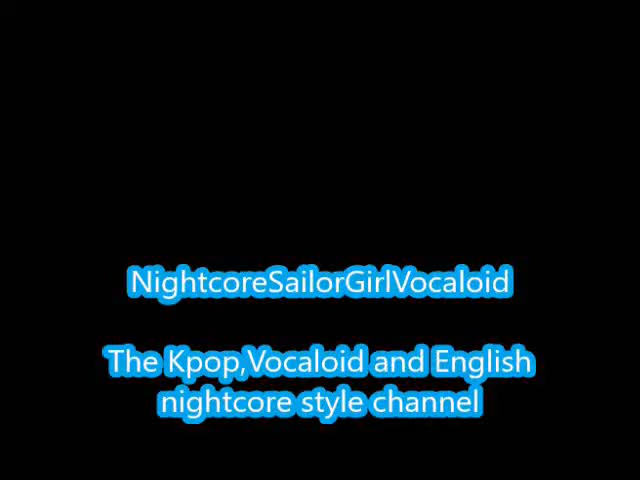 NightcoreSailorGirlVocaloid
The Kpop,Vocaloid and English
nightcore style channel